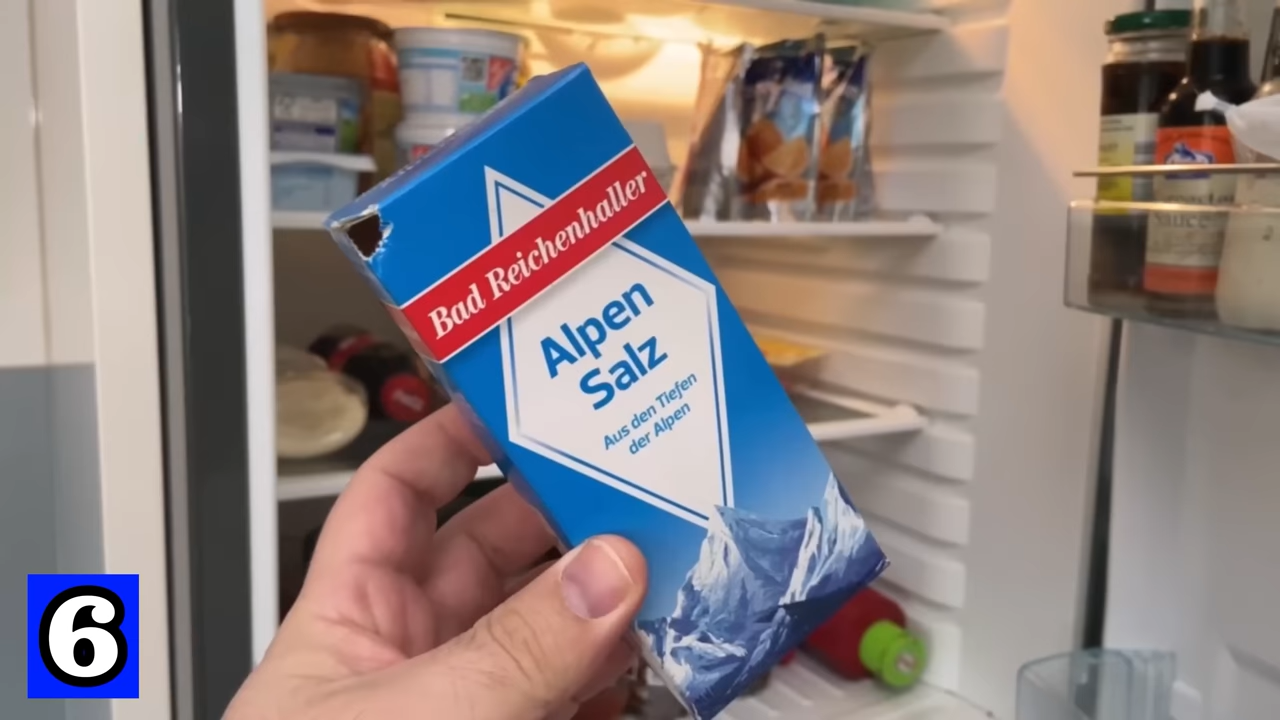 Bad Reichenhaller
Alpen
Salz
Aus den Tiefen
der Alpen
6